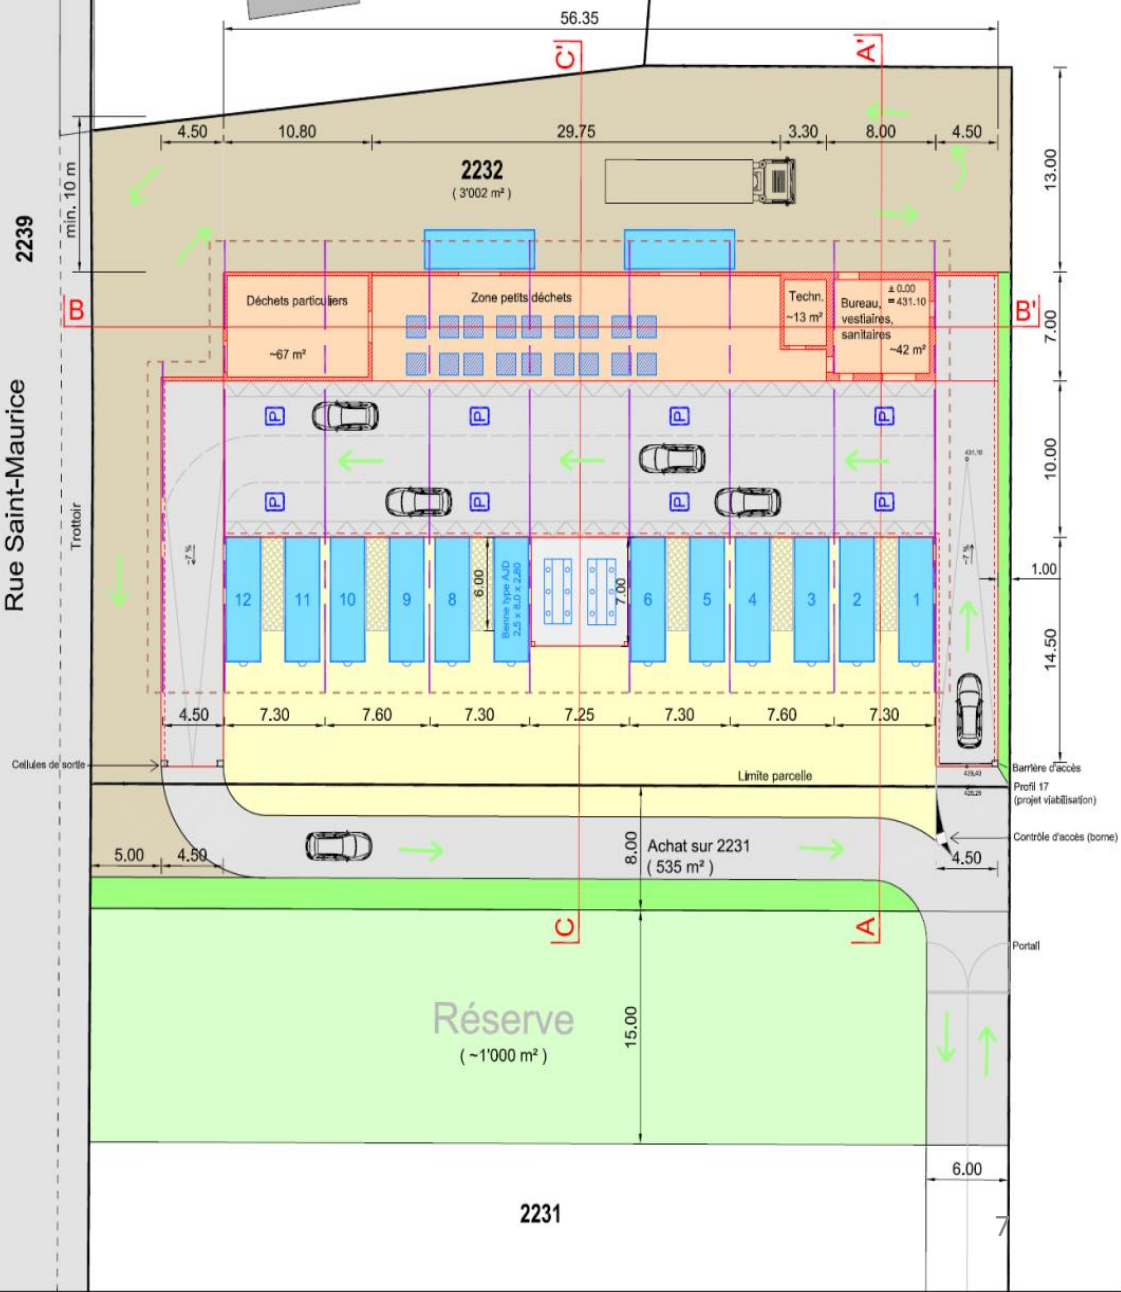 56.35
C'
A'
4.50
10.80
29.75
3.30
8.00
4.50
2232
( 3'002 m² )
13.00
min. 10 m
2239
Déchets particuliers
Zone petits déchets
Techn.
~13 m²
± 0.00
= 431.10
Bureau,
vestiaires,
sanitaires
~42 m²
~67 m²
B
B'
7.00
Rue Saint-Maurice
Trottoir
P
P
P
P
10.00
431,10
P
P
P
P
~7 %
~7 %
1.00
6.00
7.00
12
11
10
9
8
Benne type AJD
2.5 x 8.0 x 2.80
6
5
4
3
2
1
14.50
4.50
7.30
7.60
7.30
7.25
7.30
7.60
7.30
Cellules de sortie
Barrière d'accès
Limite parcelle
Profil 17
(projet viabilisation)
Contrôle d'accès (borne)
5.00
4.50
8.00
Achat sur 2231
( 535 m² )
4.50
C
A
Portail
Réserve
( ~1'000 m² )
15.00
6.00
2231
7